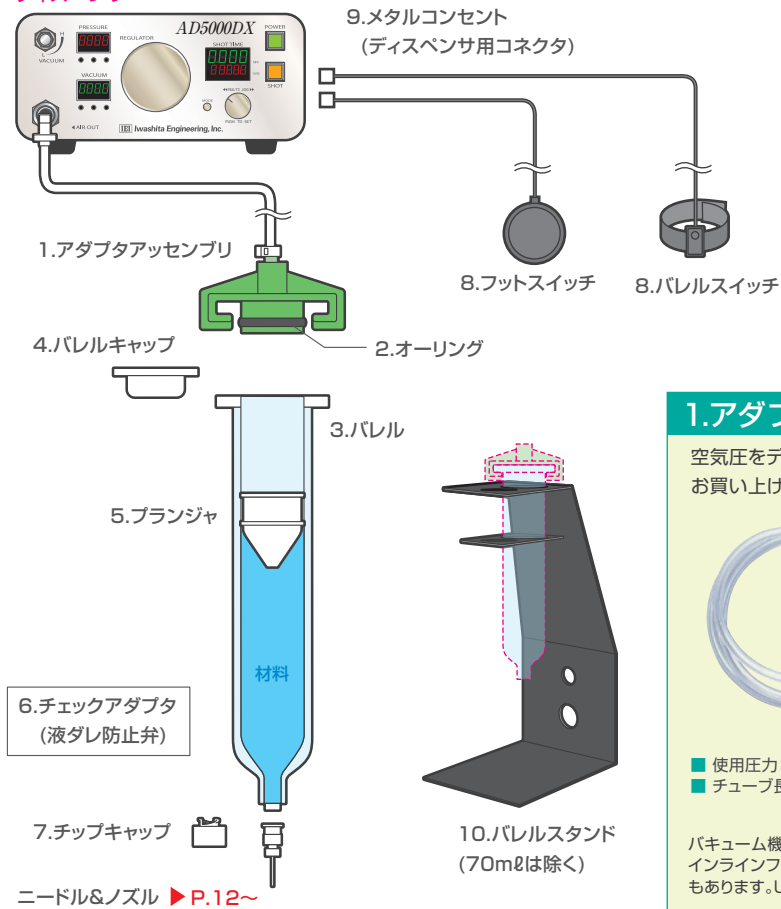 9.メタルコンセント
(ディスペンサ用コネクタ)
PRESSURE
REGULATOR
AD5000DX
POWER
SHOT TIME
H
L
VACUUM
VACUUM
SHOT
MODE
PUSH TO SET
◀AIR OUT
IEI Iwashita Engineering, Inc.
1.アダプタアッセンブリ
8.フットスイッチ
8.バレルスイッチ
2.オーリング
4.バレルキャップ
3.バレル
5.プランジャ
材料
6.チェックアダプタ
(液ダレ防止弁)
7.チップキャップ
ニードル&ノズル ▶P.12〜
10.バレルスタンド
(70mℓは除く)
1.アダプ
空気圧をデ
お買い上げ
■ 使用圧力
■ チューブ長
バキューム機
インラインフ
もあります。し